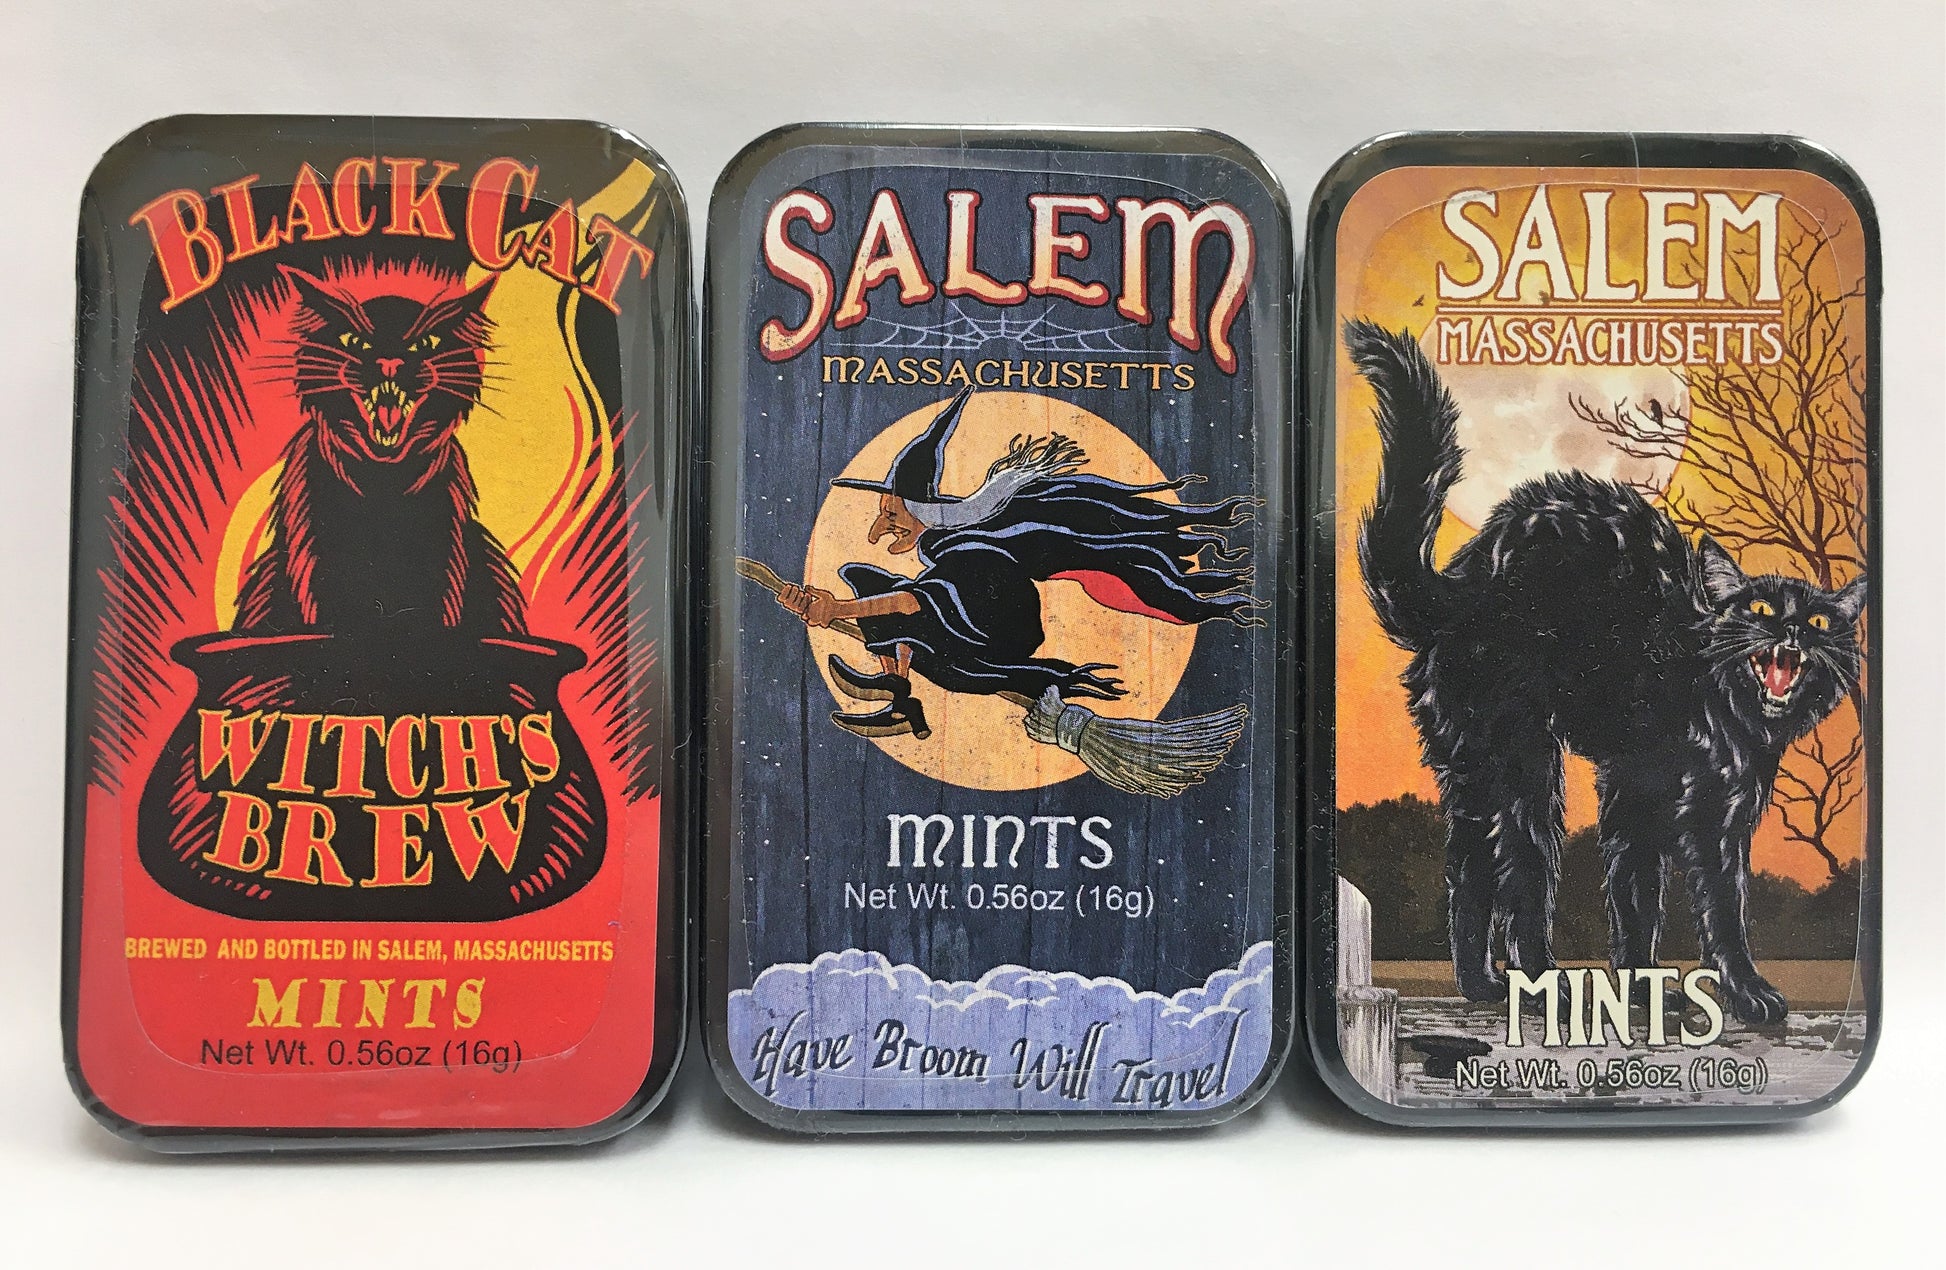 BLACK CAT
WITCH'S
BREW
BREWED AND BOTTLED IN SALEM, MASSACHUSETTS
MINTS
Net Wt. 0.56oz (16g)
SALEM
MASSACHUSETTS
MINTS
Net Wt. 0.56oz (16g)
Have Broom Will Travel
SALEM
MASSACHUSETTS
MINTS
Net Wt. 0.56oz (16g)